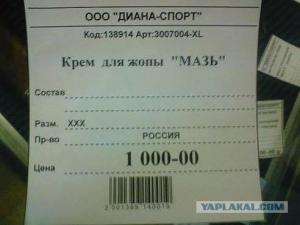 ООО "ДИАНА-СПОРТ"
Код:138914 Арт:3007004-XL
Крем для жопы "МАЗЬ"
Состав
Разм. XXX
Пр-во РОССИЯ
Цена 1 000-00
2001389140019
YAPLAKAL.COM